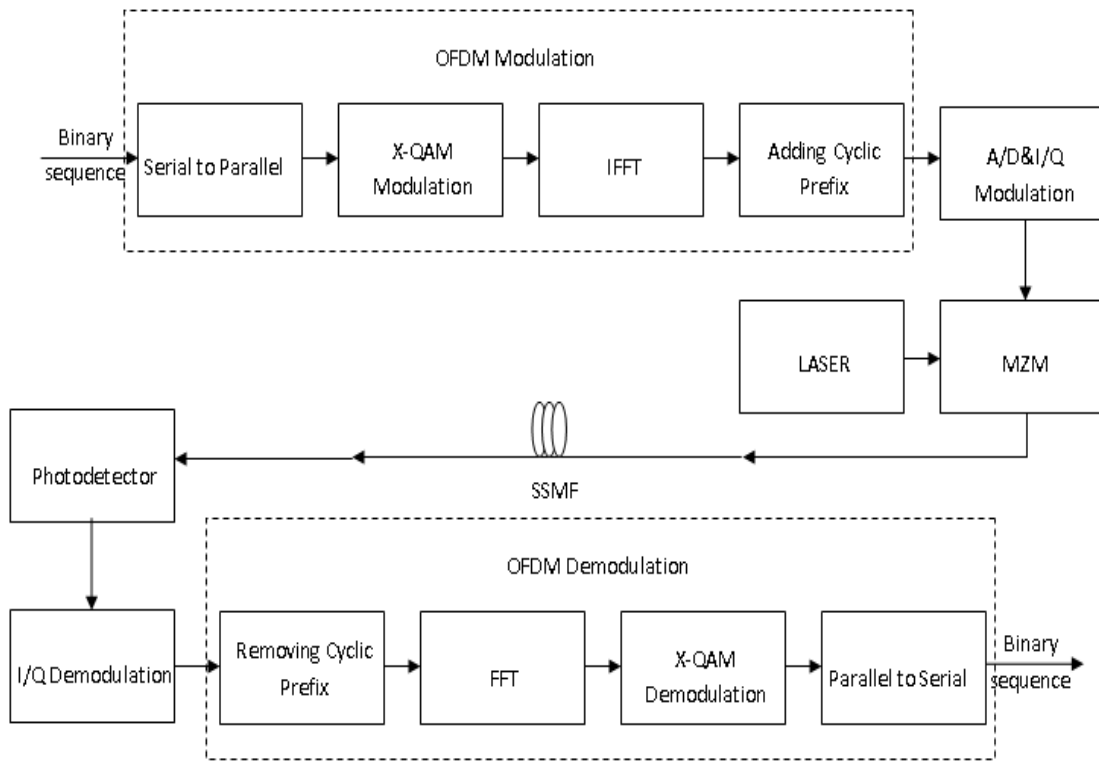 OFDM Modulation
Binary
sequence
Serial to Parallel
X-QAM
Modulation
IFFT
Adding Cyclic
Prefix
A/D&I/Q
Modulation
LASER
MZM
SSMF
Photodetector
OFDM Demodulation
I/Q Demodulation
Removing Cyclic
Prefix
FFT
X-QAM
Demodulation
Parallel to Serial
Binary
sequence